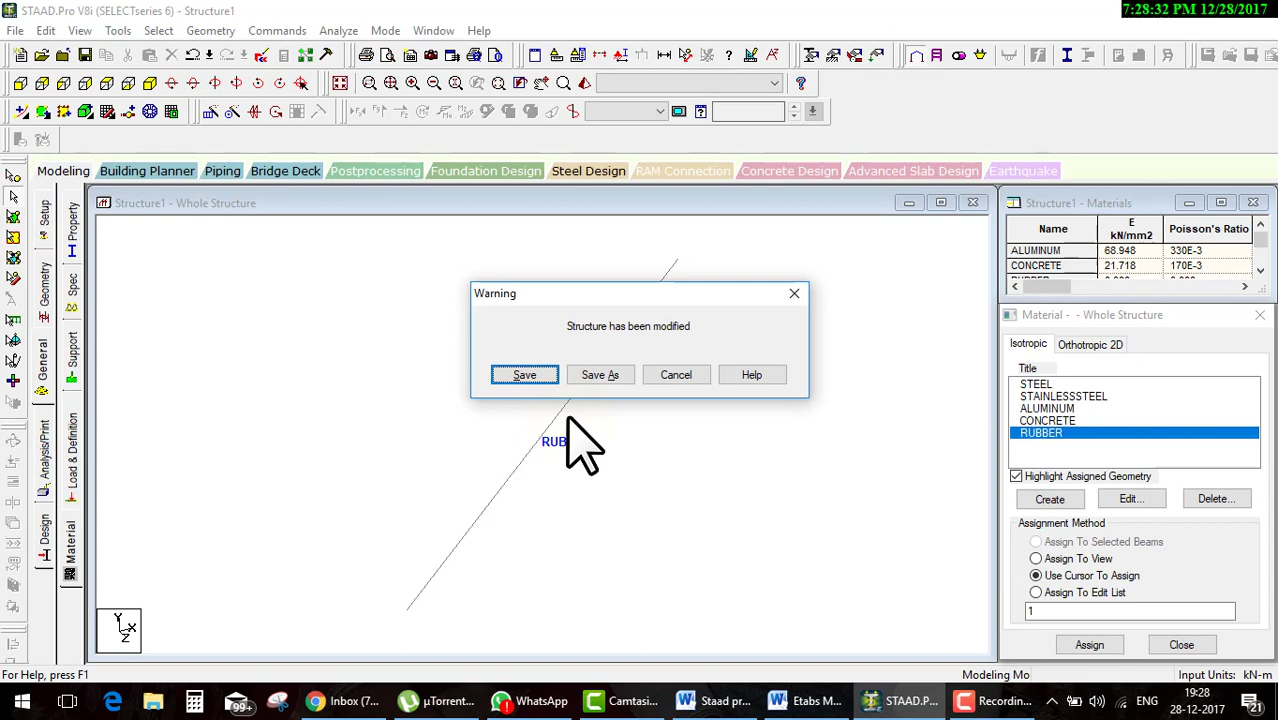 STAAD.Pro V8i (SELECTseries 6) - Structure1
7:28:32 PM 12/28/2017
File Edit View Tools Select Geometry Commands Analyze Mode Window Help
Modeling Building Planner Piping Bridge Deck Postprocessing Foundation Design Steel Design RAM Connection Concrete Design Advanced Slab Design Earthquake
Structure1 - Whole Structure
Structure1 - Materials
Name E kN/mm2 Poisson's Ratio
ALUMINUM 68.948 330E-3
CONCRETE 21.718 170E-3
Setup
Geometry
General
Analysis/Print
Design
Property
Spec
Support
Load & Definition
Material
Warning
Structure has been modified
Save Save As Cancel Help
RUB
Y
X
Z
Material - - Whole Structure
Isotropic Orthotropic 2D
Title
STEEL
STAINLESSSTEEL
ALUMINUM
CONCRETE
RUBBER
Highlight Assigned Geometry
Create Edit... Delete...
Assignment Method
Assign To Selected Beams
Assign To View
Use Cursor To Assign
Assign To Edit List
1
Assign Close
For Help, press F1
Modeling Mo
Input Units: kN-m
99+ Inbox (7... µTorrent... WhatsApp Camtasi... Staad pr... Etabs M... STAAD.P... Recordin... ENG 19:28
28-12-2017
21